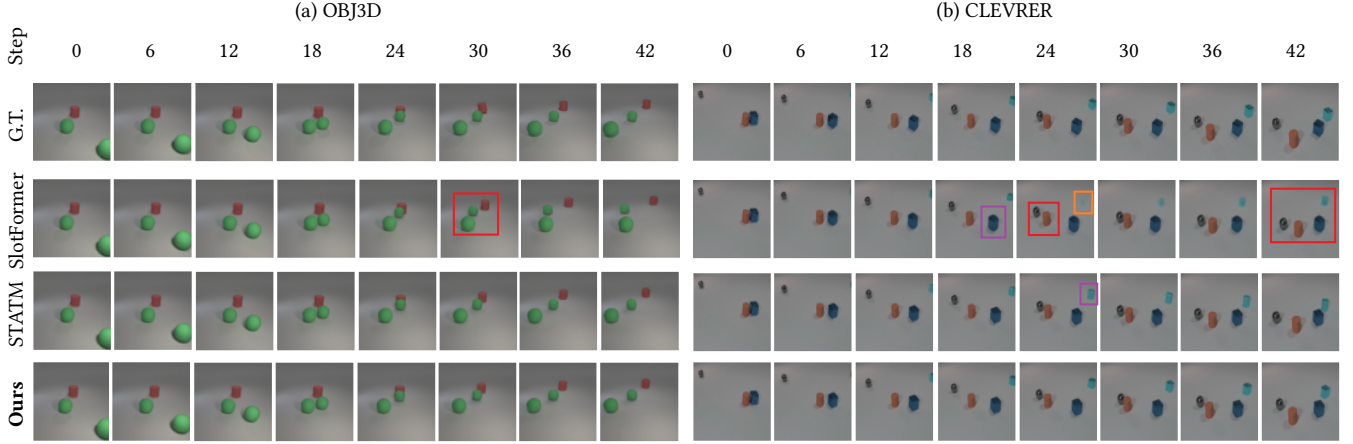 (a) OBJ3D
(b) CLEVRER
Step
0 6 12 18 24 30 36 42
0 6 12 18 24 30 36 42
G.T.
SlotFormer
STATM
Ours